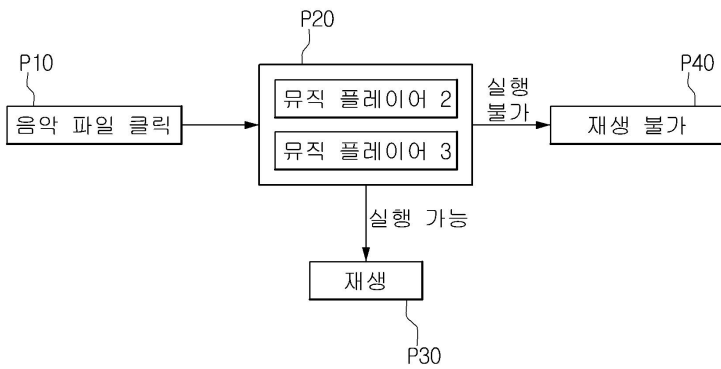 P20
P10
P40
뮤직 플레이어 2
실행
불가
음악 파일 클릭
재생 불가
뮤직 플레이어 3
실행 가능
재생
P30